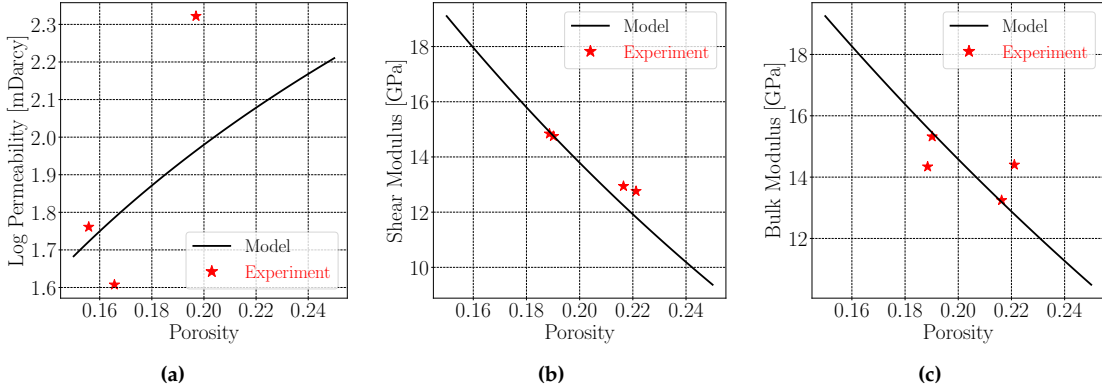 Log Permeability [mDarcy]
2.3
2.2
2.1
2.0
1.9
1.8
1.7
1.6
Model
Experiment
0.16 0.18 0.20 0.22 0.24
Porosity
(a)
Shear Modulus [GPa]
18
16
14
12
10
Model
Experiment
0.16 0.18 0.20 0.22 0.24
Porosity
(b)
Bulk Modulus [GPa]
18
16
14
12
Model
Experiment
0.16 0.18 0.20 0.22 0.24
Porosity
(c)